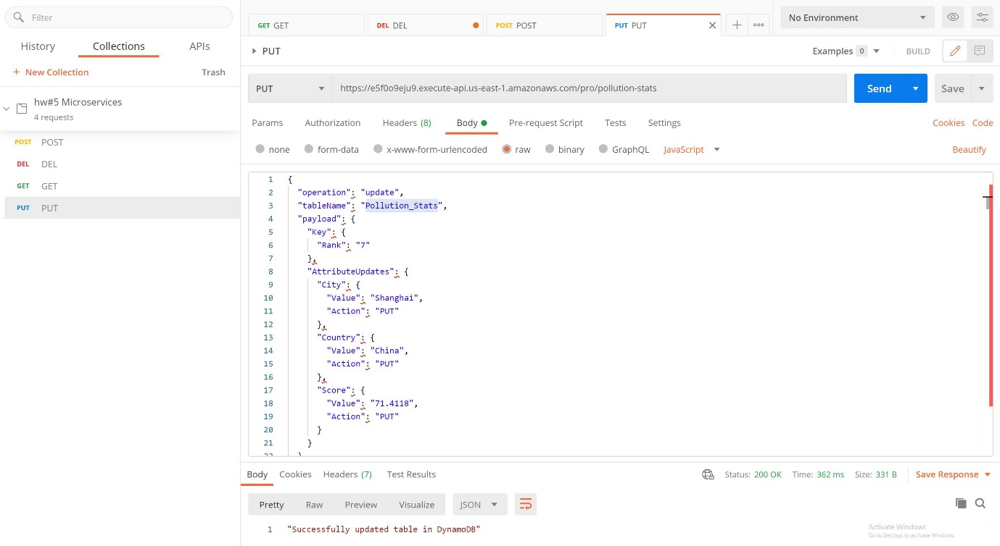 Filter
History Collections APIs
+ New Collection Trash
hw#5 Microservices
4 requests
POST POST
DEL DEL
GET GET
PUT PUT
GET GET DEL DEL POST POST PUT PUT No Environment
PUT Examples 0 BUILD
PUT https://e5f0o9eju9.execute-api.us-east-1.amazonaws.com/pro/pollution-stats Send Save
Params Authorization Headers (8) Body Pre-request Script Tests Settings Cookies Code
none form-data x-www-form-urlencoded raw binary GraphQL JavaScript Beautify
1 {
2 "operation": "update",
3 "tableName": "Pollution_Stats",
4 "payload": {
5 "Key": {
6 "Rank": "7"
7 },
8 "AttributeUpdates": {
9 "City": {
10 "Value": "Shanghai",
11 "Action": "PUT"
12 },
13 "Country": {
14 "Value": "China",
15 "Action": "PUT"
16 },
17 "Score": {
18 "Value": "71.4118",
19 "Action": "PUT"
20 }
21 }
22 }
Body Cookies Headers (7) Test Results Status: 200 OK Time: 362 ms Size: 331 B Save Response
Pretty Raw Preview Visualize JSON
1 "Successfully updated table in DynamoDB"
Activate Windows
Go to Settings to activate Windows.